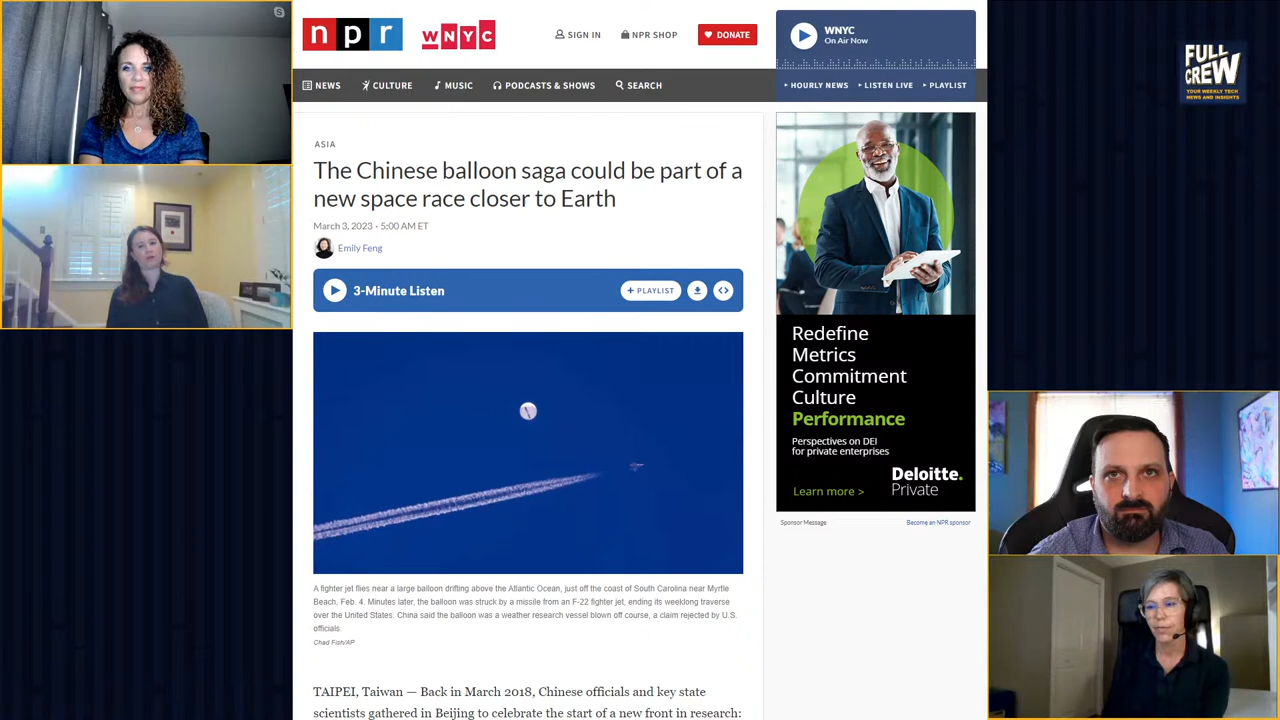 npr
WNYC
SIGN IN
NPR SHOP
DONATE
WNYC
On Air Now
NEWS
CULTURE
MUSIC
PODCASTS & SHOWS
SEARCH
HOURLY NEWS
LISTEN LIVE
PLAYLIST
FULL
CREW
YOUR WEEKLY TECH
NEWS AND INSIGHTS
ASIA
The Chinese balloon saga could be part of a
new space race closer to Earth
March 3, 2023 · 5:00 AM ET
Emily Feng
3-Minute Listen
+ PLAYLIST
A fighter jet flies near a large balloon drifting above the Atlantic Ocean, just off the coast of South Carolina near Myrtle
Beach, Feb. 4. Minutes later, the balloon was struck by a missile from an F-22 fighter jet, ending its weeklong traverse
over the United States. China said the balloon was a weather research vessel blown off course, a claim rejected by U.S.
officials.
Chad Fish/AP
TAIPEI, Taiwan — Back in March 2018, Chinese officials and key state
scientists gathered in Beijing to celebrate the start of a new front in research:
Redefine
Metrics
Commitment
Culture
Performance
Perspectives on DEI
for private enterprises
Learn more >
Deloitte.
Private
Sponsor Message
Become an NPR sponsor